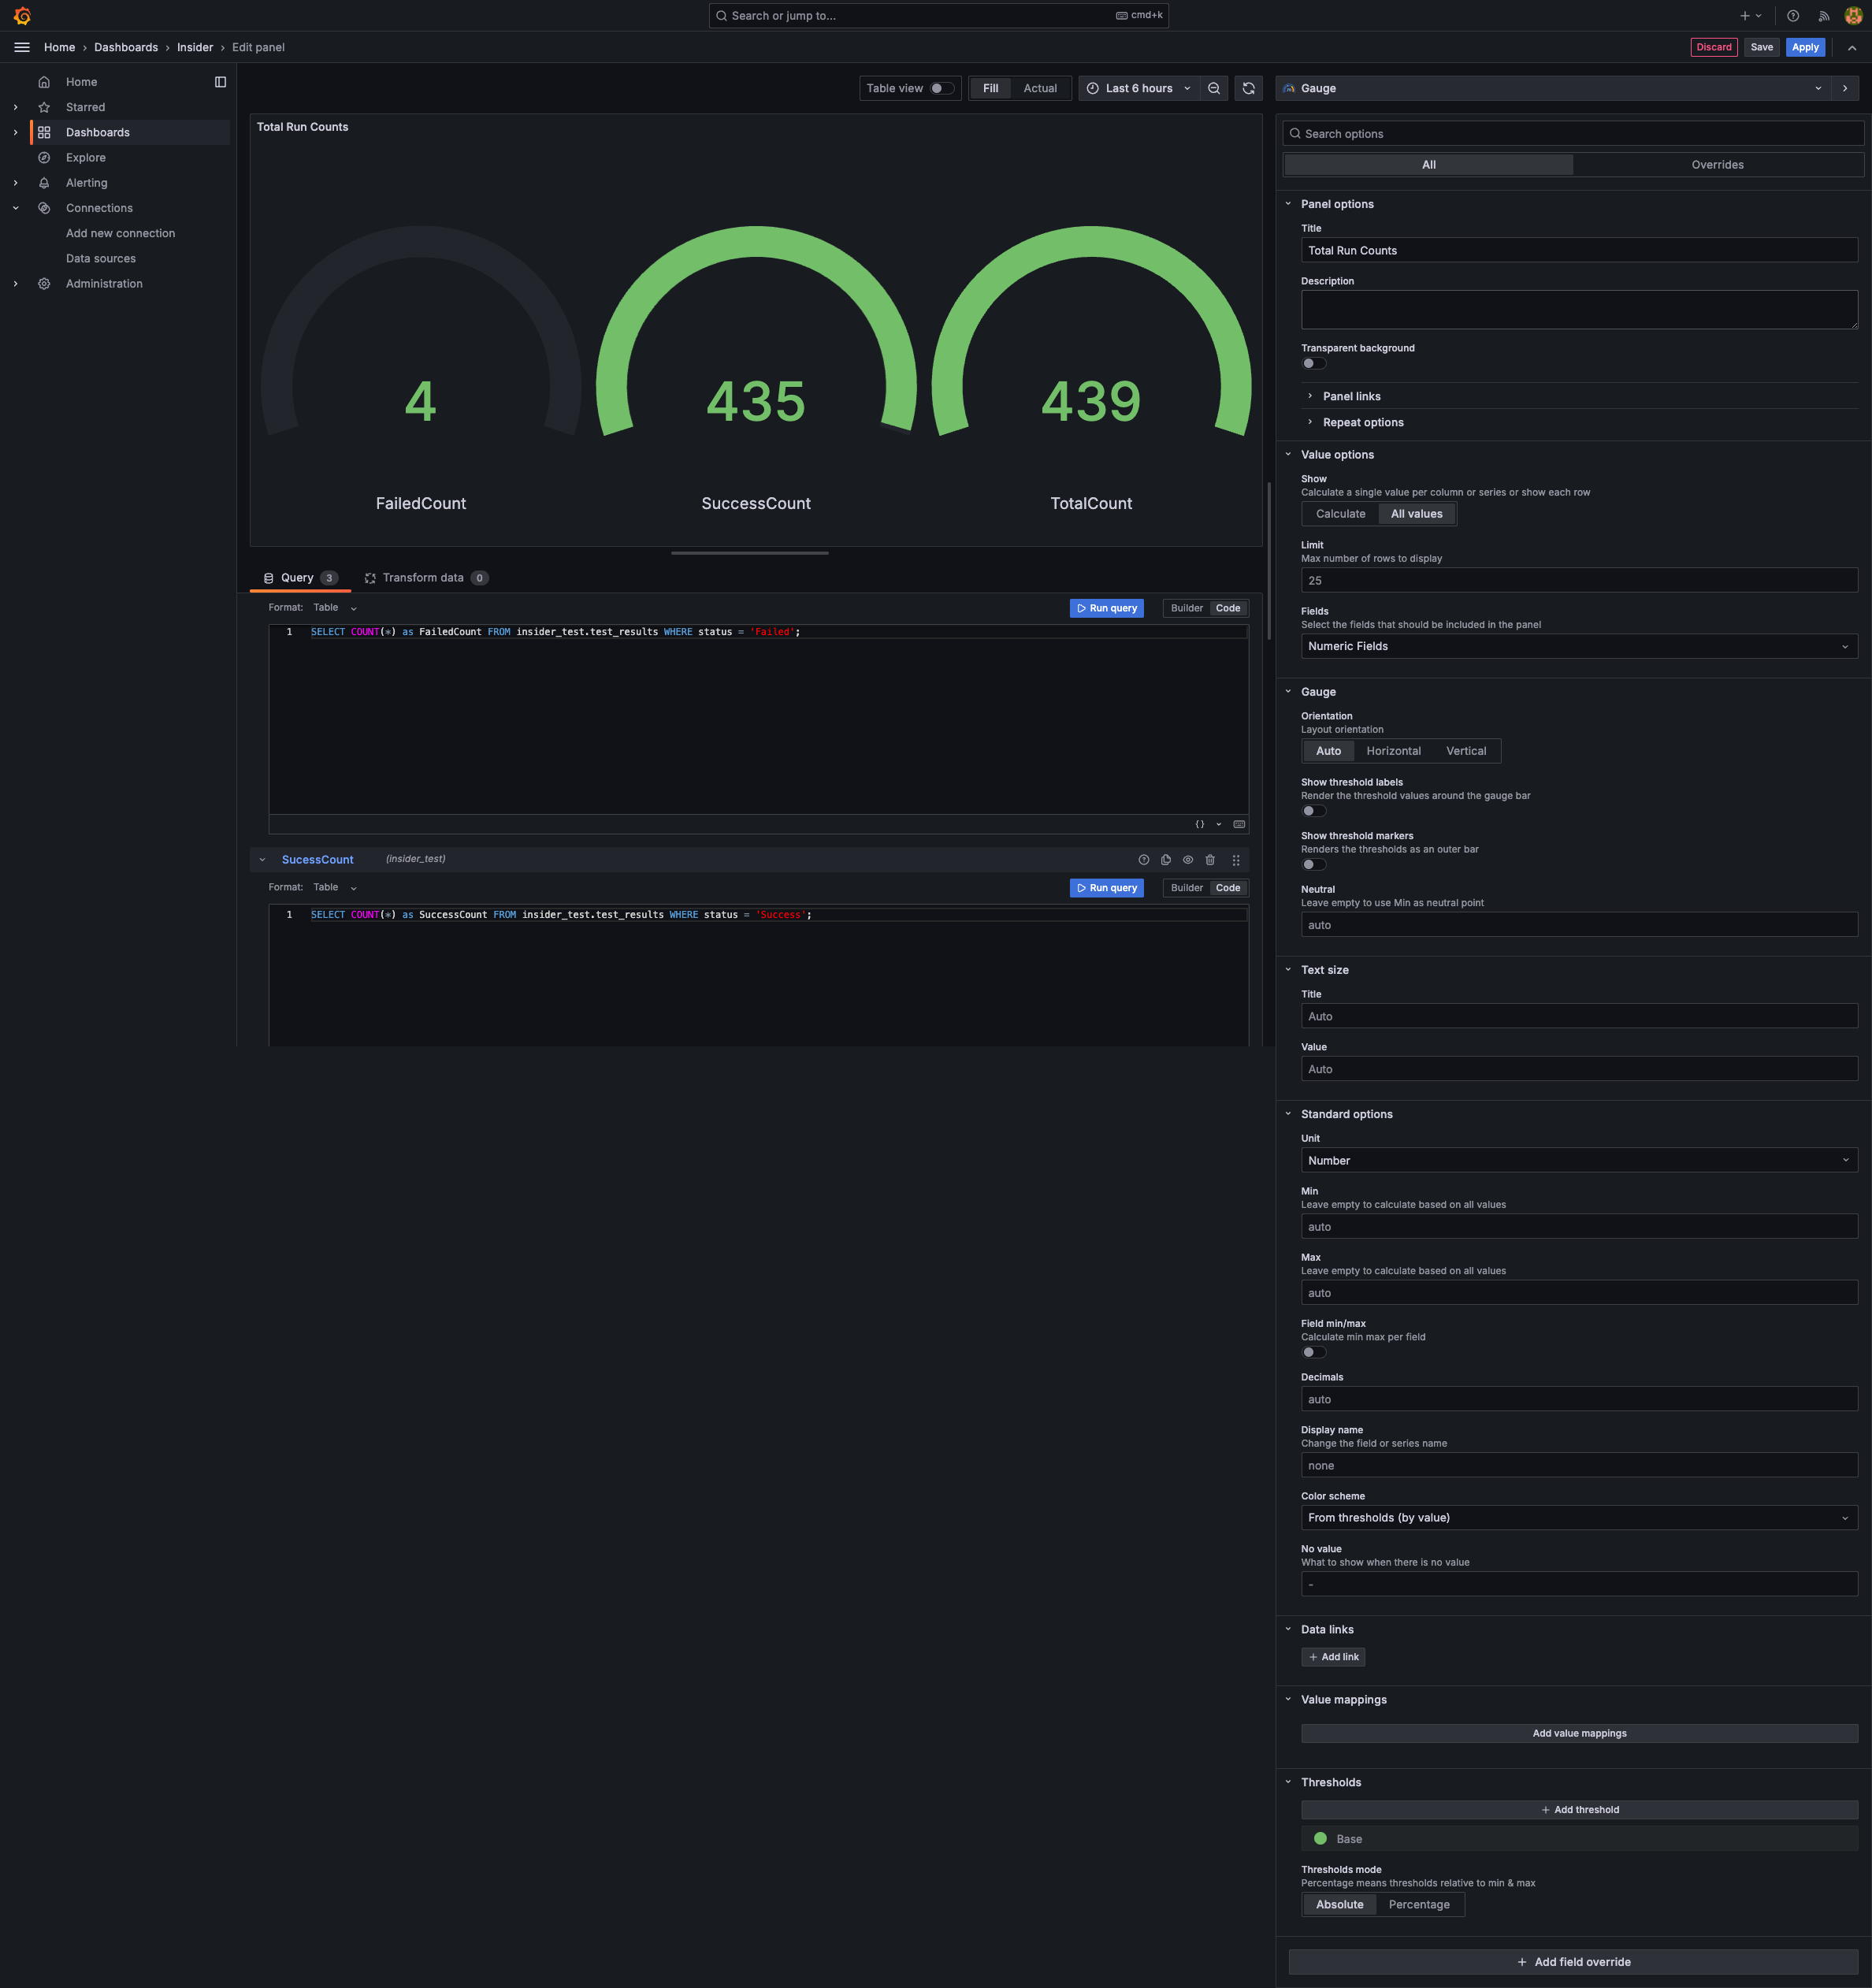 Search or jump to...
cmd+k
Home › Dashboards › Insider › Edit panel
Discard
Save
Apply
Home
Starred
Dashboards
Explore
Alerting
Connections
Add new connection
Data sources
Administration
Table view
Fill
Actual
Last 6 hours
Total Run Counts
4
435
439
FailedCount
SuccessCount
TotalCount
Query 3
Transform data 0
Format: Table
Run query
Builder
Code
1 SELECT COUNT(*) as FailedCount FROM insider_test.test_results WHERE status = 'Failed';
{}
SucessCount (insider_test)
Format: Table
Run query
Builder
Code
1 SELECT COUNT(*) as SuccessCount FROM insider_test.test_results WHERE status = 'Success';
Gauge
Search options
All
Overrides
Panel options
Title
Total Run Counts
Description
Transparent background
Panel links
Repeat options
Value options
Show
Calculate a single value per column or series or show each row
Calculate
All values
Limit
Max number of rows to display
25
Fields
Select the fields that should be included in the panel
Numeric Fields
Gauge
Orientation
Layout orientation
Auto
Horizontal
Vertical
Show threshold labels
Render the threshold values around the gauge bar
Show threshold markers
Renders the thresholds as an outer bar
Neutral
Leave empty to use Min as neutral point
auto
Text size
Title
Auto
Value
Auto
Standard options
Unit
Number
Min
Leave empty to calculate based on all values
auto
Max
Leave empty to calculate based on all values
auto
Field min/max
Calculate min max per field
Decimals
auto
Display name
Change the field or series name
none
Color scheme
From thresholds (by value)
No value
What to show when there is no value
-
Data links
+ Add link
Value mappings
Add value mappings
Thresholds
+ Add threshold
Base
Thresholds mode
Percentage means thresholds relative to min & max
Absolute
Percentage
+ Add field override